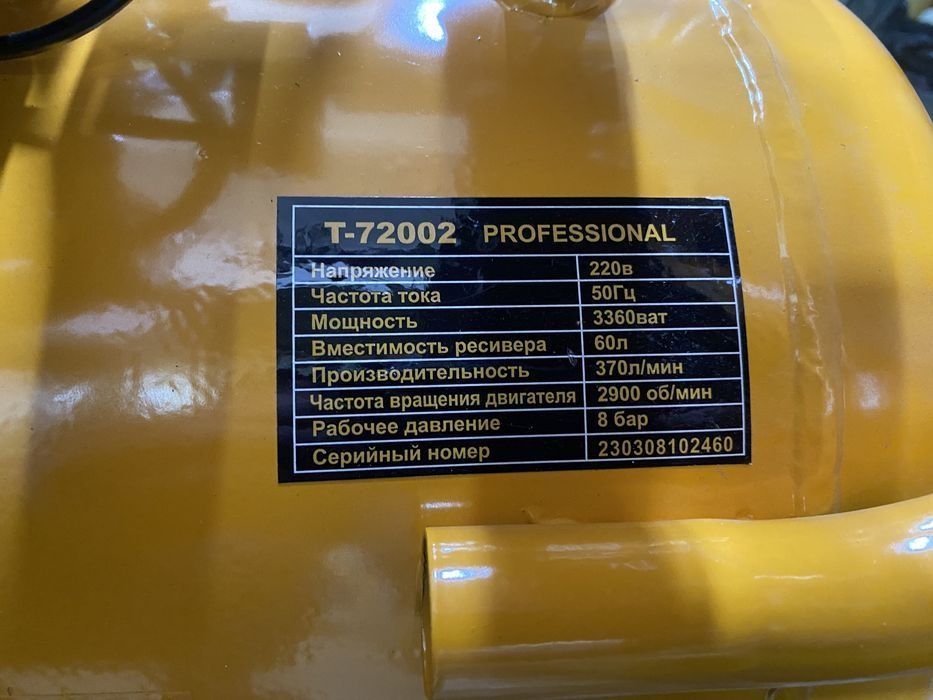 T-72002 PROFESSIONAL
Напряжение 220в
Частота тока 50Гц
Мощность 3360ват
Вместимость ресивера 60л
Производительность 370л/мин
Частота вращения двигателя 2900 об/мин
Рабочее давление 8 бар
Серийный номер 230308102460